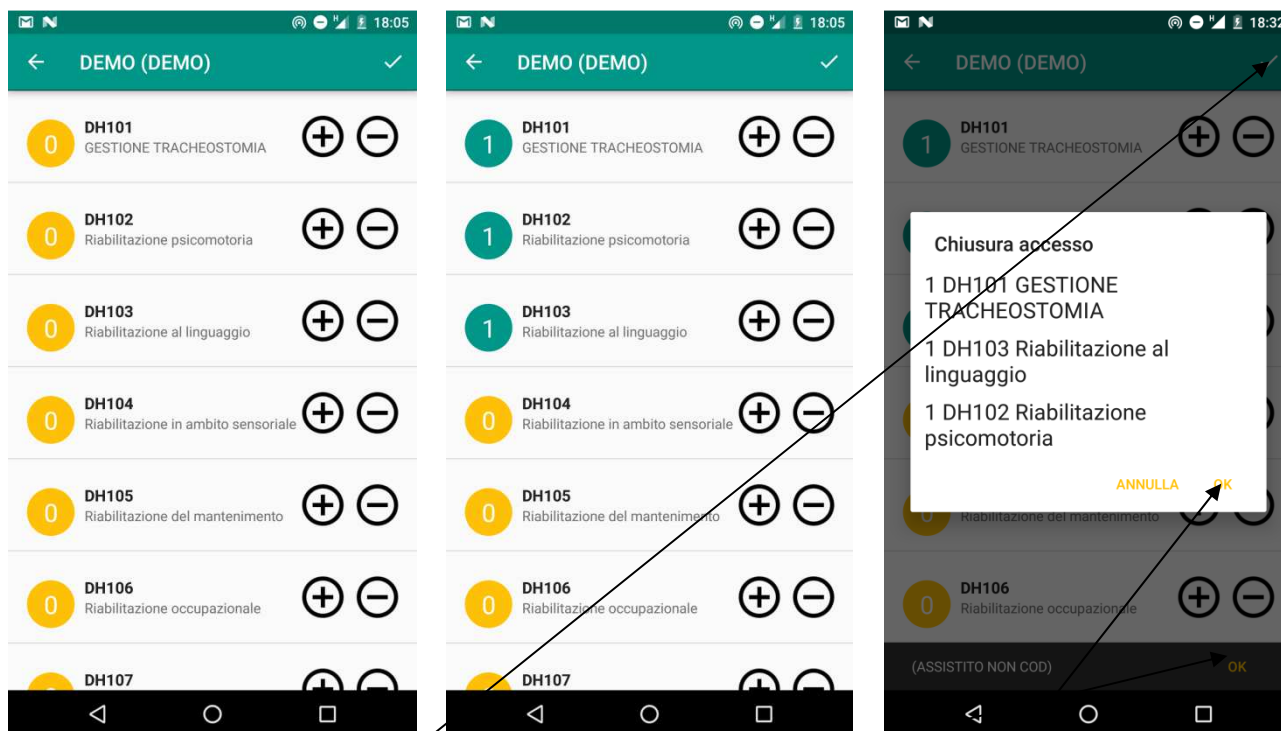 18:05
DEMO (DEMO)
0
DH101
GESTIONE TRACHEOSTOMIA
0
DH102
Riabilitazione psicomotoria
0
DH103
Riabilitazione al linguaggio
0
DH104
Riabilitazione in ambito sensoriale
0
DH105
Riabilitazione del mantenimento
0
DH106
Riabilitazione occupazionale
DH107
18:05
DEMO (DEMO)
1
DH101
GESTIONE TRACHEOSTOMIA
1
DH102
Riabilitazione psicomotoria
1
DH103
Riabilitazione al linguaggio
0
DH104
Riabilitazione in ambito sensoriale
0
DH105
Riabilitazione del mantenimento
0
DH106
Riabilitazione occupazionale
DH107
18:32
DEMO (DEMO)
1
DH101
GESTIONE TRACHEOSTOMIA
Chiusura accesso
1 DH101 GESTIONE
TRACHEOSTOMIA
1 DH103 Riabilitazione al
linguaggio
1 DH102 Riabilitazione
psicomotoria
ANNULLA OK
Riabilitazione del mantenimento
0
DH106
Riabilitazione occupazionale
(ASSISTITO NON COD) OK